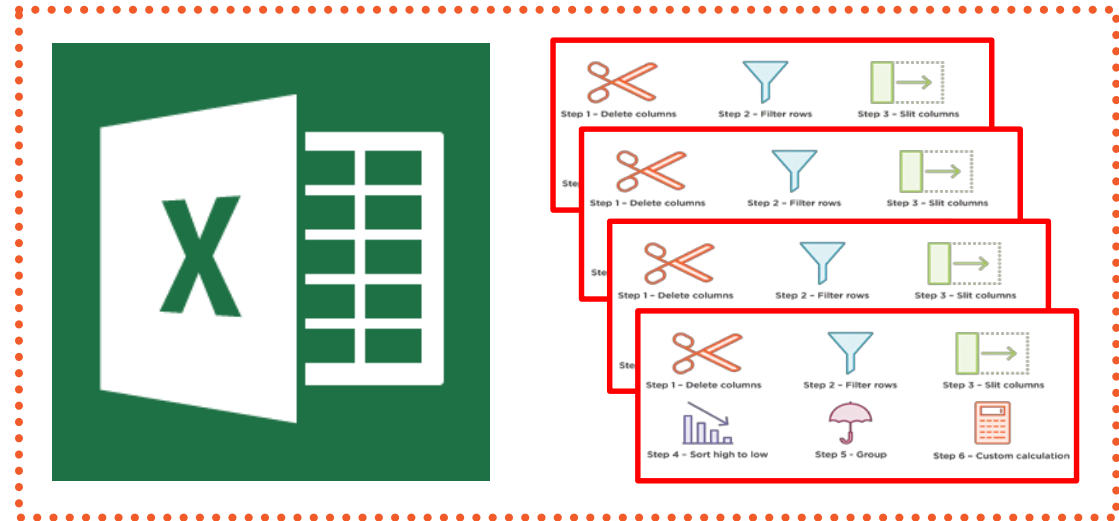 X
Step 1 – Delete columns Step 2 – Filter rows Step 3 – Slit columns
Ste
Step 1 – Delete columns Step 2 – Filter rows Step 3 – Slit columns
Ste
Step 1 – Delete columns Step 2 – Filter rows Step 3 – Slit columns
Ste
Step 1 – Delete columns Step 2 – Filter rows Step 3 – Slit columns
Step 4 – Sort high to low Step 5 - Group Step 6 – Custom calculation